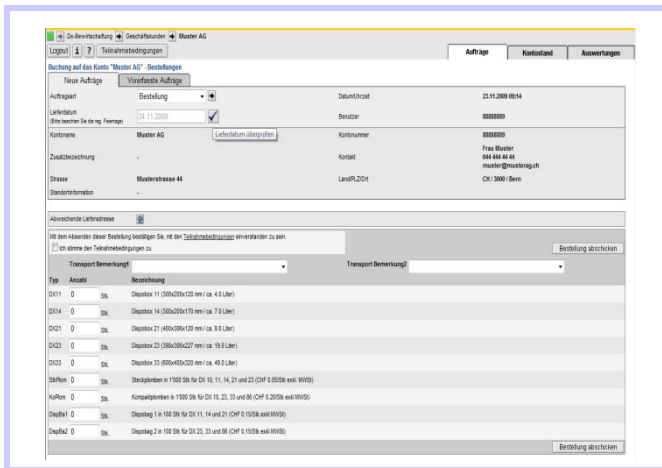 Dx-Bewirtschaftung Geschäftskunden Muster AG
Logout i ? Teilnahmebedingungen Aufträge Kontostand Auswertungen
Buchung auf das Konto "Muster AG" - Bestellungen
Neue Aufträge Vorerfasste Aufträge
Auftragsart Bestellung Datum/Uhrzeit 23.11.2009 09:14
Lieferdatum 24.11.2009 Benutzer 88888889
(Bitte beachten Sie die reg. Feiertage)
Lieferdatum überprüfen
Kontoname Muster AG Kontonummer 88888889
Zusatzbezeichnung - Kontakt Frau Muster
044 444 44 44
muster@musterag.ch
Strasse Musterstrasse 44 Land/PLZ/Ort CH / 3000 / Bern
Standortinformation -
Abweichende Lieferadresse
Mit dem Absenden dieser Bestellung bestätigen Sie, mit den Teilnahmebedingungen einverstanden zu sein.
Ich stimme den Teilnahmebedingungen zu. Bestellung abschicken
Transport Bemerkung1 Transport Bemerkung2
Typ Anzahl Bezeichnung
DX11 0 Stk. Dispobox 11 (300x200x120 mm / ca. 4.0 Liter)
DX14 0 Stk. Dispobox 14 (300x200x170 mm / ca. 7.0 Liter)
DX21 0 Stk. Dispobox 21 (400x306x120 mm / ca. 9.0 Liter)
DX23 0 Stk. Dispobox 23 (398x306x227 mm / ca. 19.0 Liter)
DX33 0 Stk. Dispobox 33 (600x400x320 mm / ca. 49.0 Liter)
StkPlom 0 Stk. Steckplomben in 1'000 Stk für DX 10, 11, 14, 21 und 23 (CHF 0.05/Stk exkl. MWSt)
KoPlom 0 Stk. Kompaktplomben in 1'000 Stk für DX 10, 23, 33 und 86 (CHF 0.20/Stk exkl. MWSt)
DispBa1 0 Stk. Dispobag 1 in 100 Stk für DX 11, 14 und 21 (CHF 0.15/Stk exkl MWSt)
DispBa2 0 Stk. Dispobag 2 in 100 Stk für DX 23, 33 und 86 (CHF 0.15/Stk exkl MWSt)
Bestellung abschicken